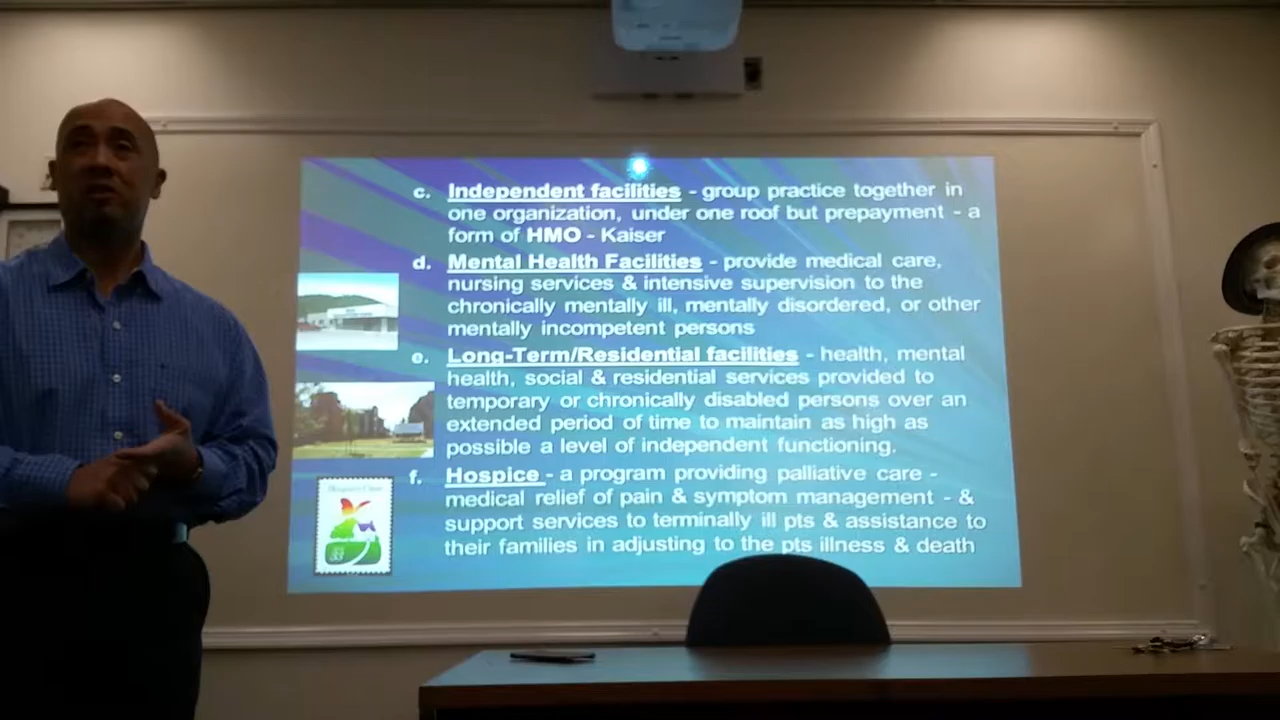 c. Independent facilities - group practice together in
one organization, under one roof but prepayment - a
form of HMO - Kaiser
d. Mental Health Facilities - provide medical care,
nursing services & intensive supervision to the
chronically mentally ill, mentally disordered, or other
mentally incompetent persons
e. Long-Term/Residential facilities - health, mental
health, social & residential services provided to
temporary or chronically disabled persons over an
extended period of time to maintain as high as
possible a level of independent functioning.
f. Hospice - a program providing palliative care -
medical relief of pain & symptom management - &
support services to terminally ill pts & assistance to
their families in adjusting to the pts illness & death
Hospice Care
33